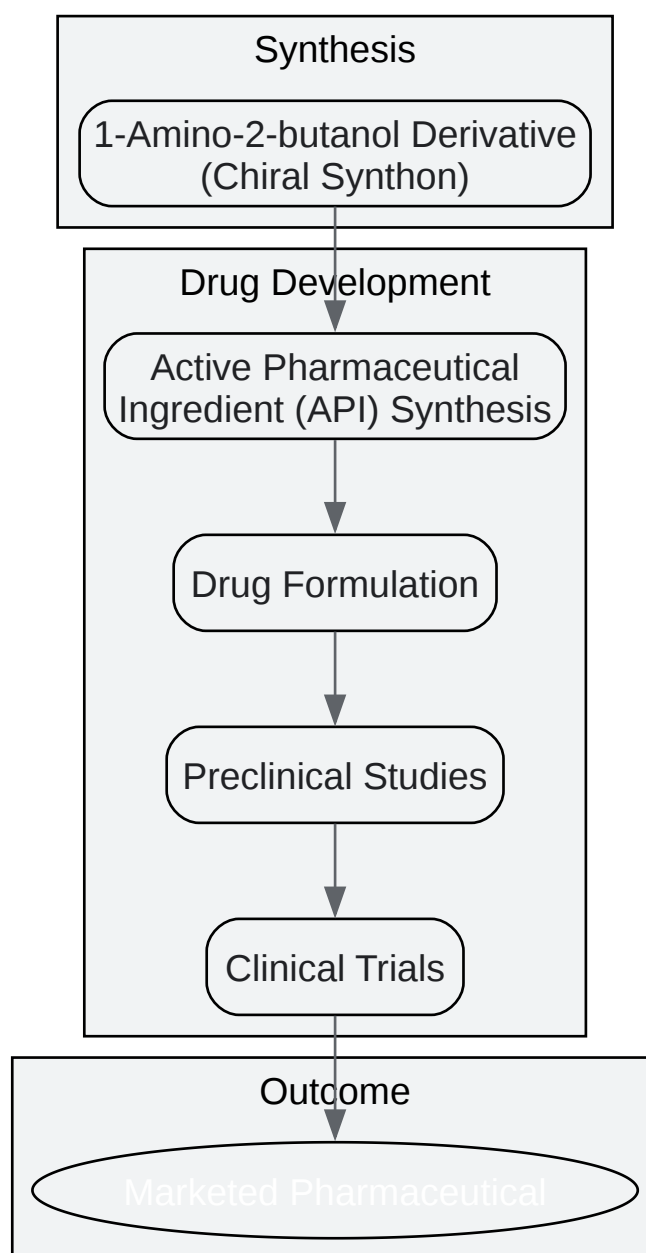 Synthesis
1-Amino-2-butanol Derivative
(Chiral Synthon)
Drug Development
Active Pharmaceutical
Ingredient (API) Synthesis
Drug Formulation
Preclinical Studies
Clinical Trials
Outcome
Marketed Pharmaceutical